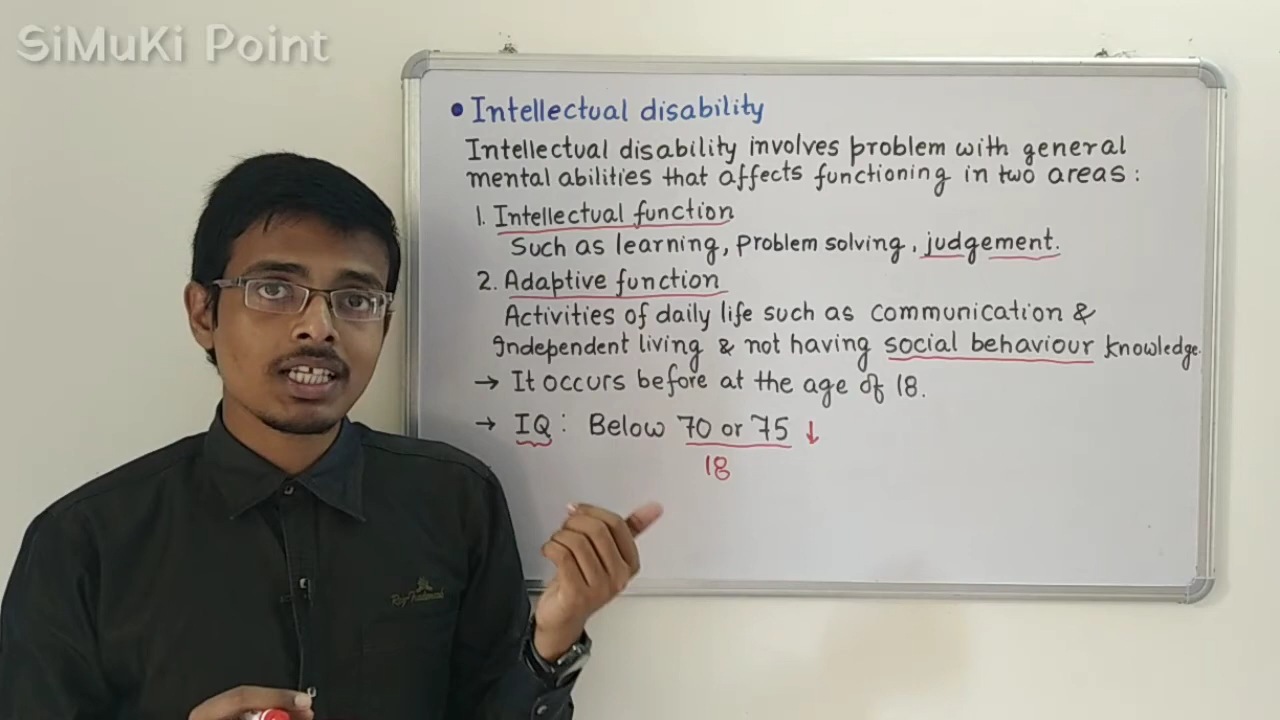 SiMuKi Point
• Intellectual disability
Intellectual disability involves problem with general
mental abilities that affects functioning in two areas :
1. Intellectual function
Such as learning, problem solving, judgement.
2. Adaptive function
Activities of daily life such as communication &
Independent living & not having social behaviour knowledge.
→ It occurs before at the age of 18.
→ IQ : Below 70 or 75 ↓
18